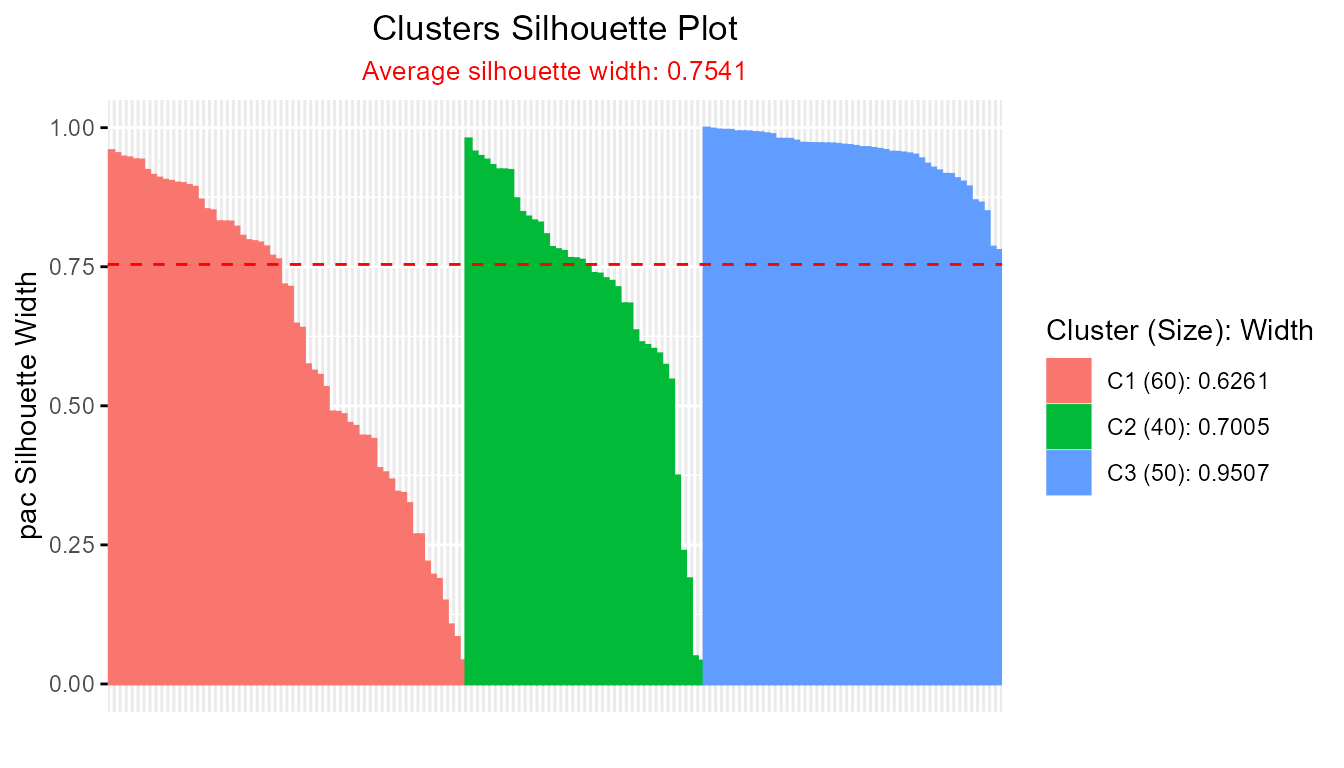 Clusters Silhouette Plot
Average silhouette width: 0.7541
pac Silhouette Width
1.00
0.75
0.50
0.25
0.00
Cluster (Size): Width
C1 (60): 0.6261
C2 (40): 0.7005
C3 (50): 0.9507